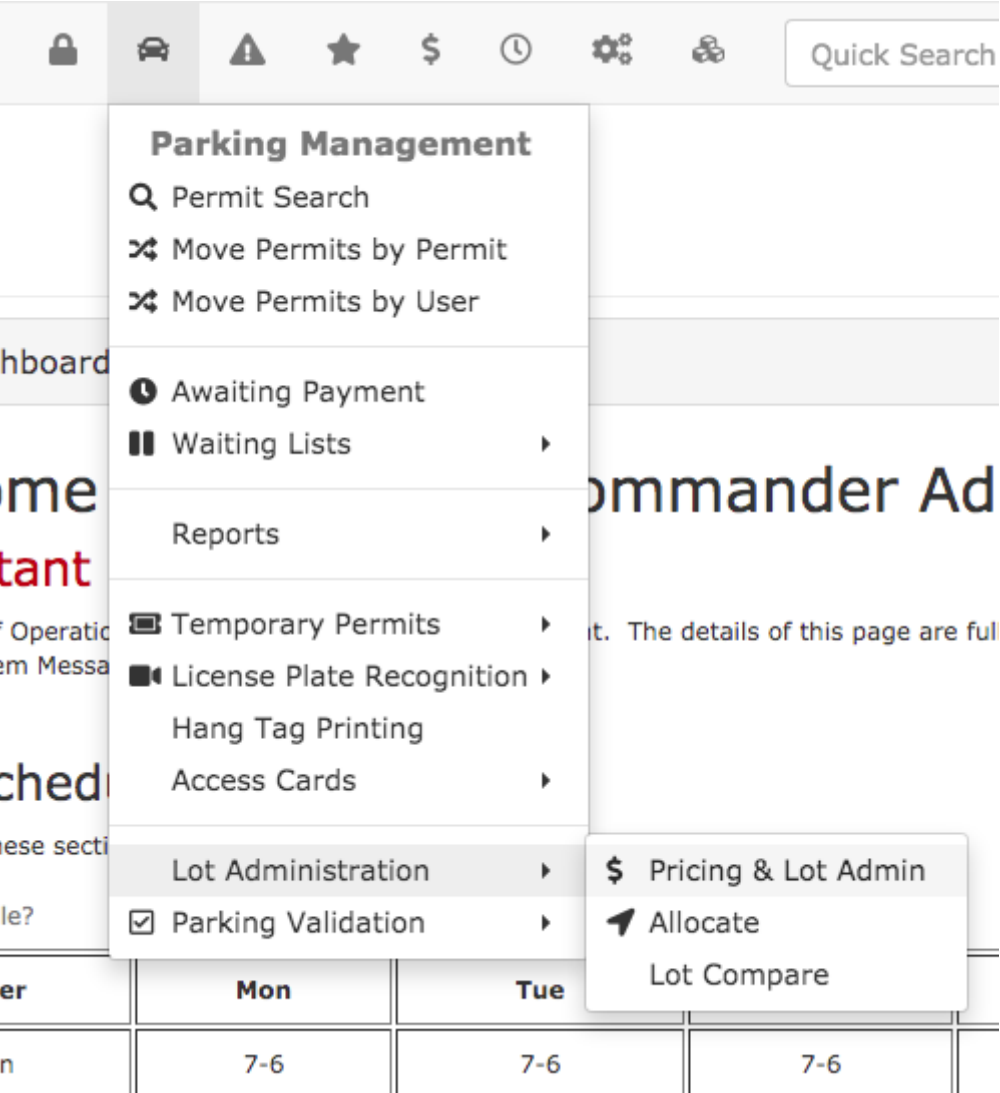 Quick Search
Parking Management
Permit Search
Move Permits by Permit
Move Permits by User
hboard
Awaiting Payment
Waiting Lists
ome ommander Ad
Reports
tant
Temporary Permits
f Operatio t. The details of this page are ful
em Messa
License Plate Recognition
Hang Tag Printing
ched
Access Cards
ese secti
Lot Administration
$ Pricing & Lot Admin
le?
Parking Validation
Allocate
Lot Compare
er Mon Tue
n 7-6 7-6 7-6